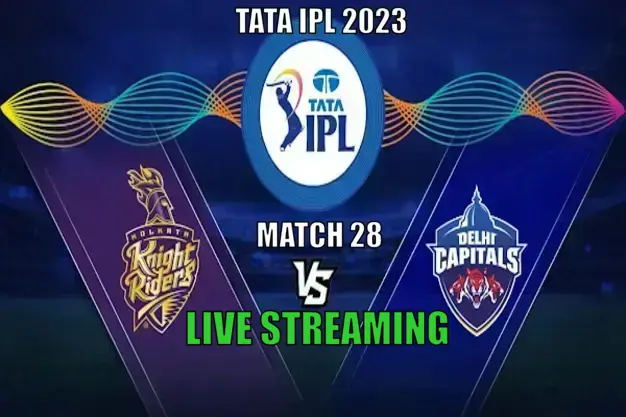 TATA IPL 2023
TATA
IPL
KOLKATA
Knight
Riders
MATCH 28
VS
DELHI
CAPITALS
LIVE STREAMING